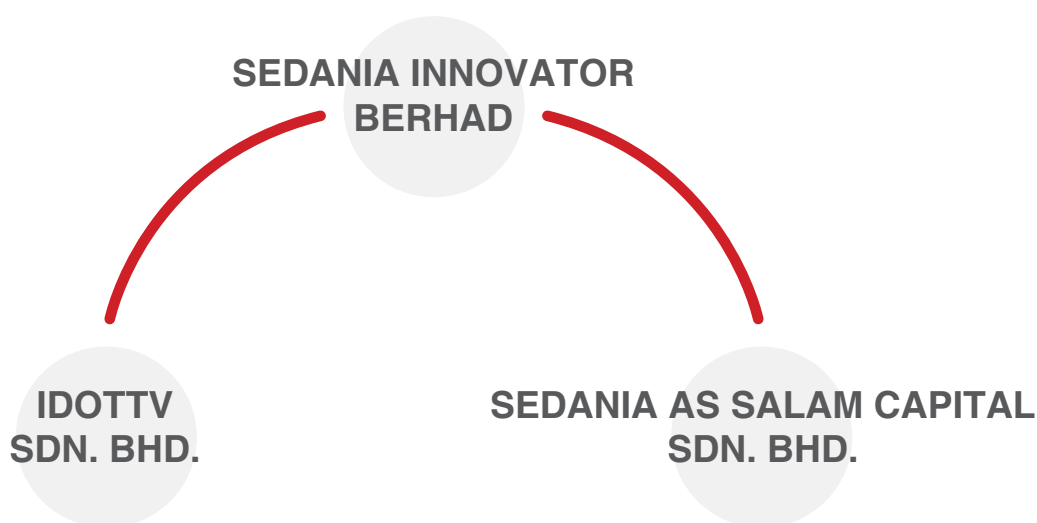 SEDANIA INNOVATOR
BERHAD
IDOTTV
SDN. BHD.
SEDANIA AS SALAM CAPITAL
SDN. BHD.